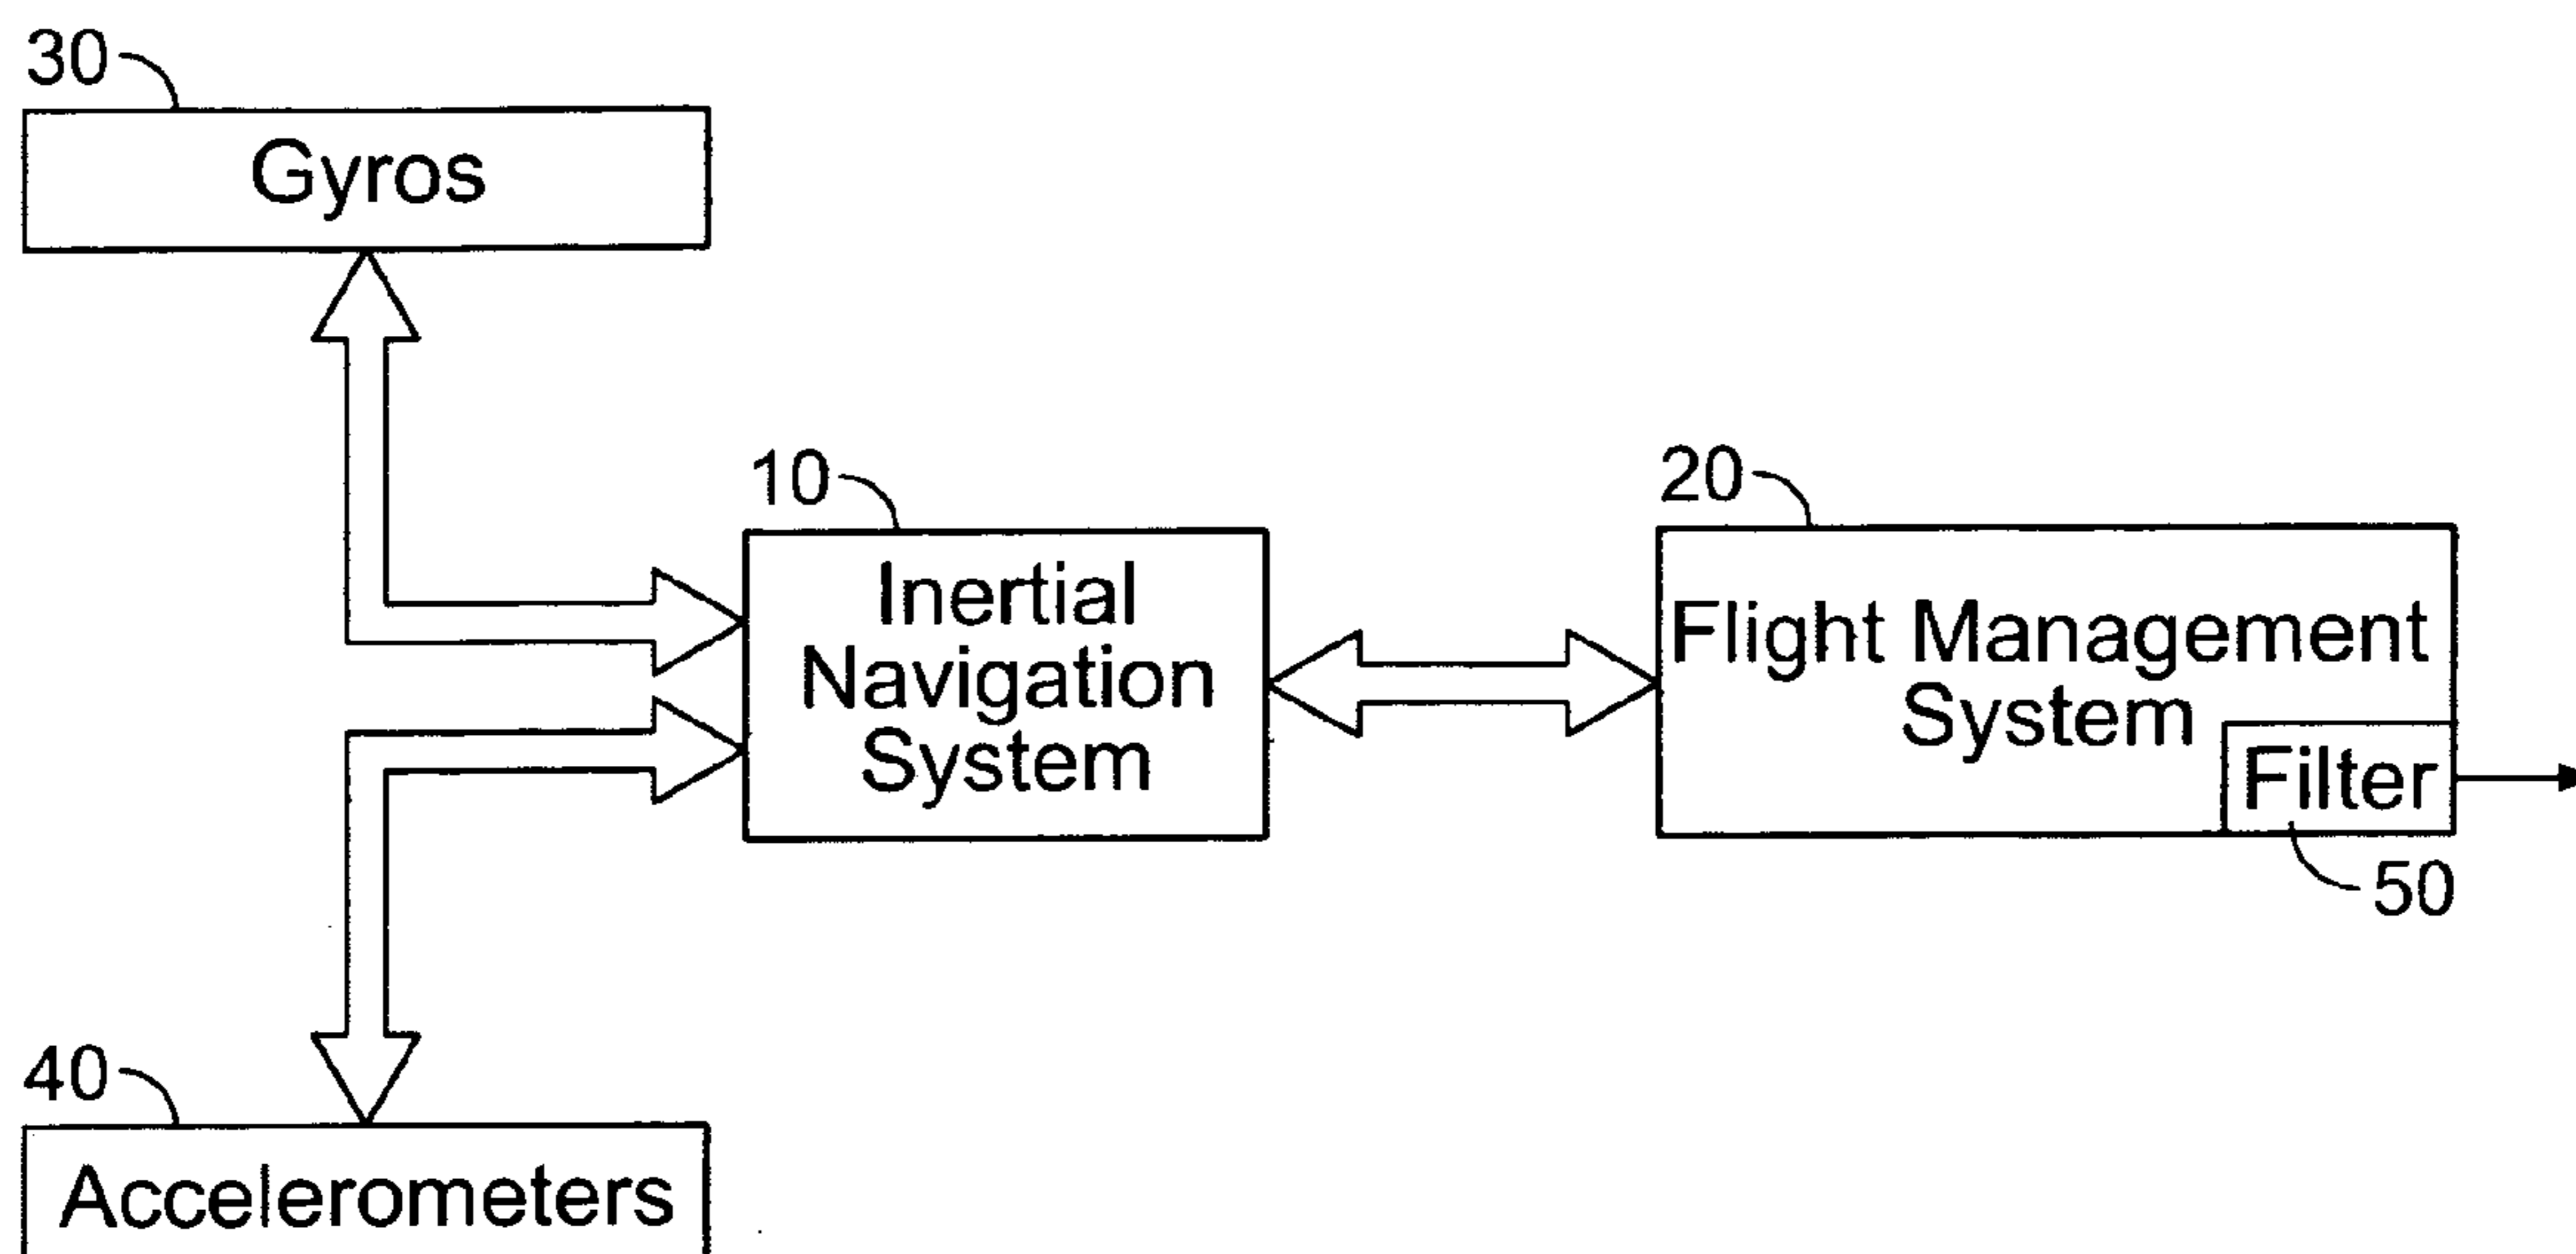 30
Gyros
10
Inertial
Navigation
System
20
Flight Management
System
Filter
50
40
Accelerometers